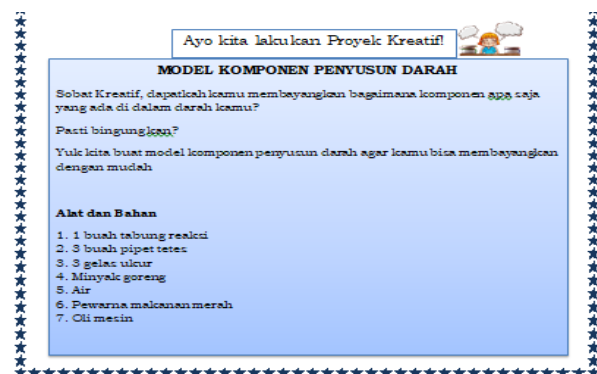 Ayo kita lakukan Proyek Kreatif!
MODEL KOMPONEN PENYUSUN DARAH
Sobat Kreatif, dapatkah kamu membayangkan bagaimana komponen apa saja
yang ada di dalam darah kamu?
Pasti bingung kan?
Yuk kita buat model komponen penyusun darah agar kamu bisa membayangkan
dengan mudah
Alat dan Bahan
1. 1 buah tabung reaksi
2. 3 buah pipet tetes
3. 3 gelas ukur
4. Minyak goreng
5. Air
6. Pewarna makanan merah
7. Oli mesin